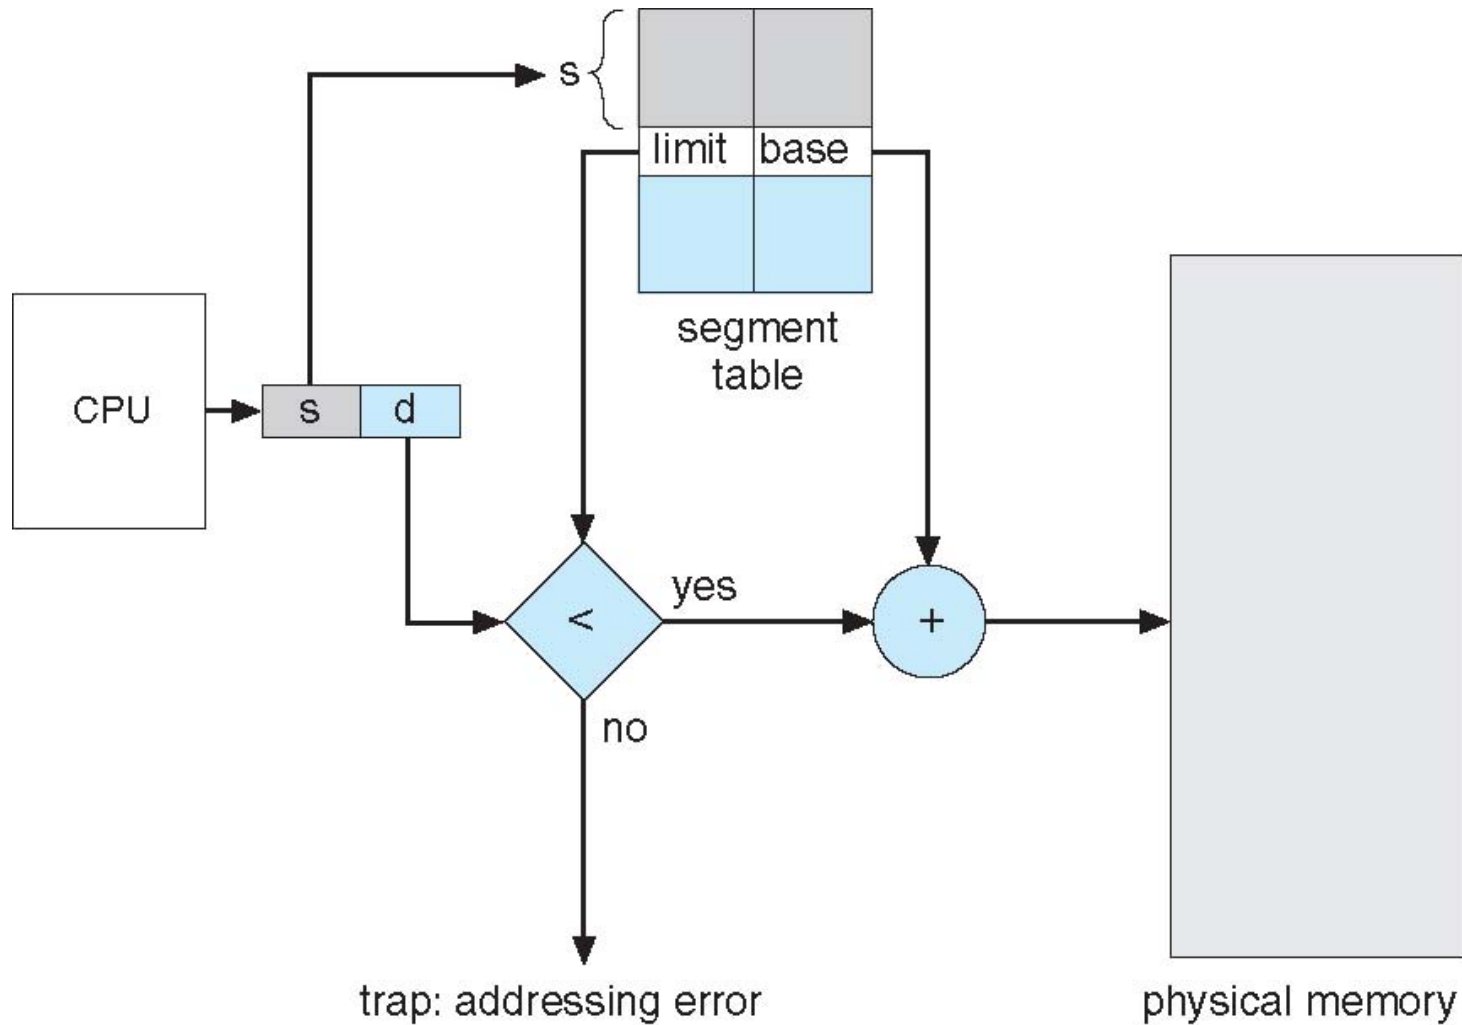 s
limit base
segment
table
CPU
s d
<
yes
+
no
trap: addressing error
physical memory